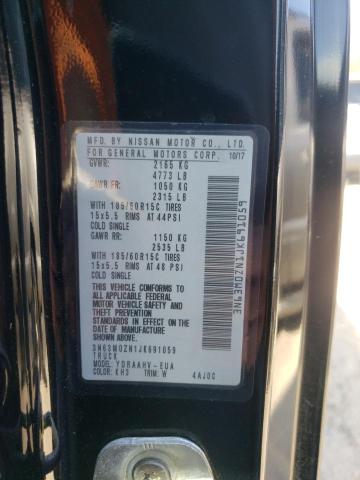 MFD. BY NISSAN MOTOR CO., LTD.
FOR GENERAL MOTORS CORP. 10/17
GVWR: 2165 KG
4773 LB
GAWR FR: 1050 KG
2315 LB
WITH 185/60R15C TIRES
15x5.5 RIMS AT 44PSI
COLD SINGLE
GAWR RR: 1150 KG
2535 LB
WITH 185/60R15C TIRES
15x5.5 RIMS AT 48 PSI
COLD SINGLE
THIS VEHICLE CONFORMS TO
ALL APPLICABLE FEDERAL
MOTOR VEHICLE SAFETY
STANDARDS IN EFFECT ON
THE DATE OF MANUFACTURE
SHOWN ABOVE.
3N63M0ZN1JK691059
TRUCK
MODEL: YDRAAHV-EUA
COLOR: KH3 TRIM: W 4AJ0C
3N63M0ZN1JK691059